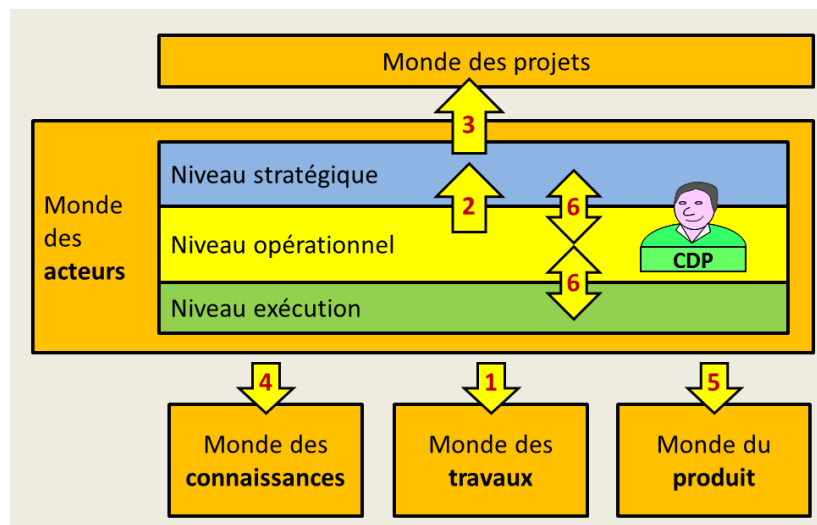 Monde des projets
3
Niveau stratégique
2
6
Monde
des
acteurs
Niveau opérationnel
CDP
6
Niveau exécution
4
1
5
Monde des
connaissances
Monde des
travaux
Monde du
produit